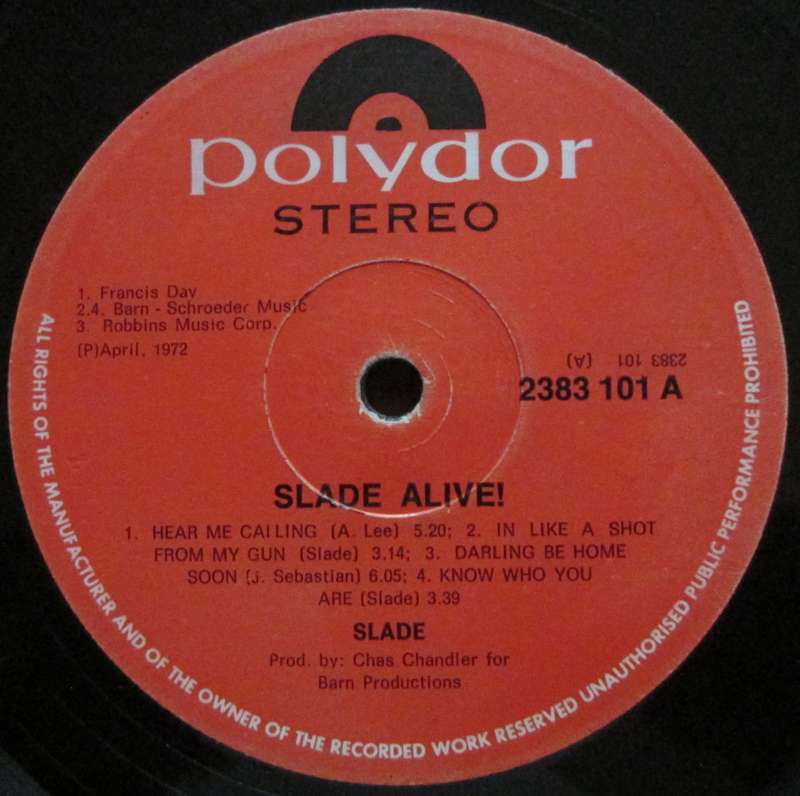 polydor
STEREO
1. Francis Day
2.4. Barn - Schroeder Music
3. Robbins Music Corp.
(P)April, 1972
2383 101 (A)
2383 101 A
SLADE ALIVE!
1. HEAR ME CALLING (A. Lee) 5.20; 2. IN LIKE A SHOT
FROM MY GUN (Slade) 3.14; 3. DARLING BE HOME
SOON (J. Sebastian) 6.05; 4. KNOW WHO YOU
ARE (Slade) 3.39
SLADE
Prod. by: Chas Chandler for
Barn Productions
ALL RIGHTS OF THE MANUFACTURER AND OF THE OWNER OF THE RECORDED WORK RESERVED UNAUTHORISED PUBLIC PERFORMANCE PROHIBITED